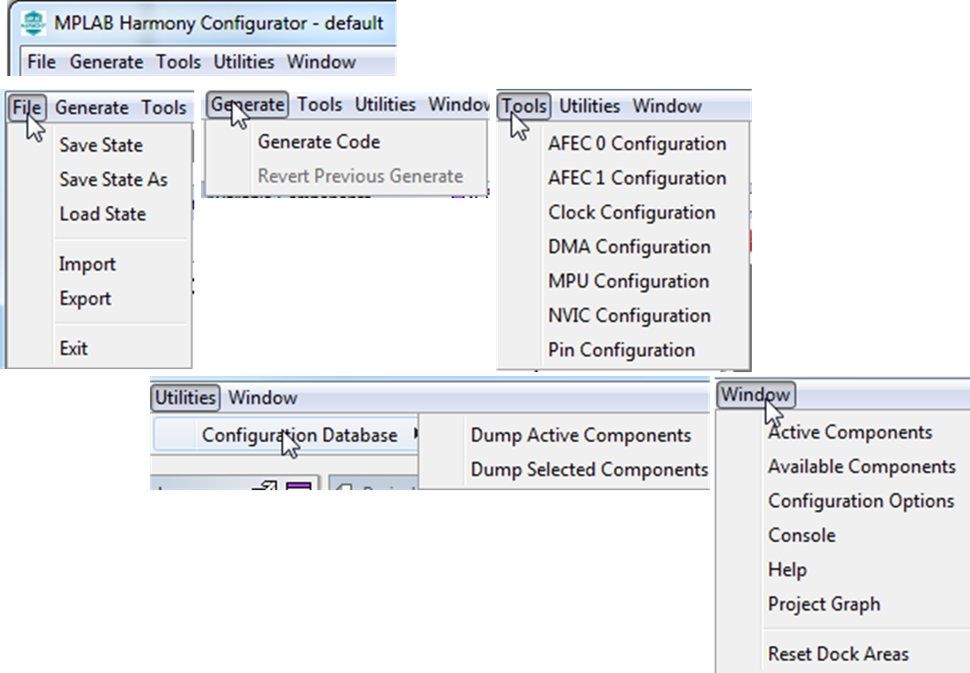 MPLAB Harmony Configurator - default
File Generate Tools Utilities Window
File Generate Tools
Save State
Save State As
Load State
Import
Export
Exit
Generate Tools Utilities
Generate Code
Revert Previous Generate
Tools Utilities Window
AFEC 0 Configuration
AFEC 1 Configuration
Clock Configuration
DMA Configuration
MPU Configuration
NVIC Configuration
Pin Configuration
Utilities Window
Configuration Database
Dump Active Components
Dump Selected Components
Window
Active Components
Available Components
Configuration Options
Console
Help
Project Graph
Reset Dock Areas